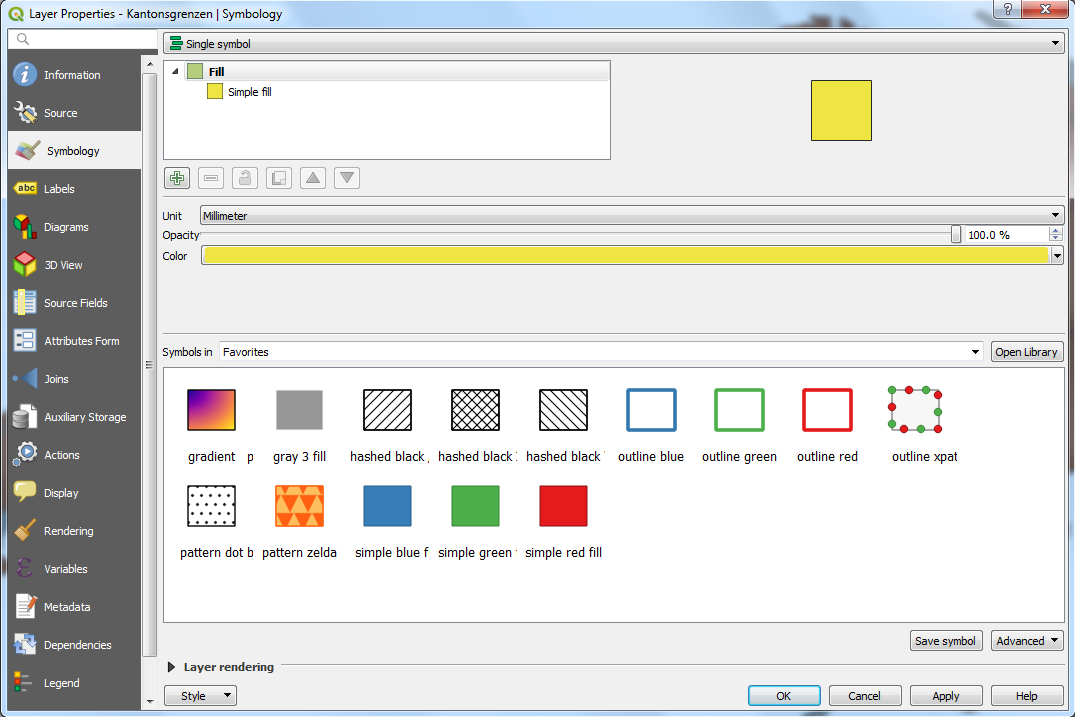 Layer Properties - Kantonsgrenzen | Symbology
Information
Source
Symbology
abc Labels
Diagrams
3D View
Source Fields
Attributes Form
Joins
Auxiliary Storage
Actions
Display
Rendering
Variables
Metadata
Dependencies
Legend
Single symbol
Fill
Simple fill
Unit Millimeter
Opacity 100.0 %
Color
Symbols in Favorites Open Library
gradient p gray 3 fill hashed black hashed black hashed black outline blue outline green outline red outline xpat
pattern dot b pattern zelda simple blue f simple green simple red fill
Save symbol Advanced
Layer rendering
Style OK Cancel Apply Help